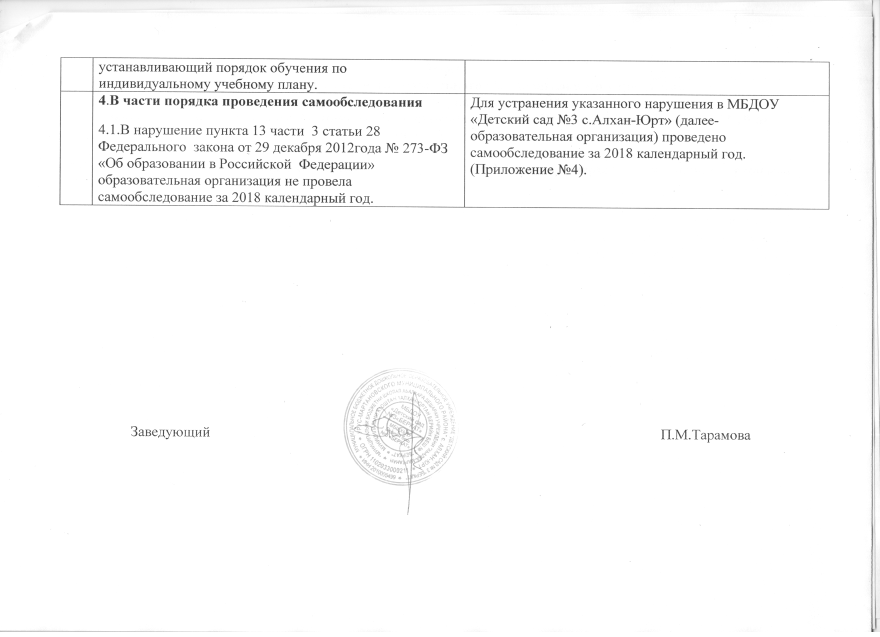 устанавливающий порядок обучения по
индивидуальному учебному плану.
4.В части порядка проведения самообследования
4.1.В нарушение пункта 13 части 3 статьи 28
Федерального закона от 29 декабря 2012года № 273-ФЗ
«Об образовании в Российской Федерации»
образовательная организация не провела
самообследование за 2018 календарный год.
Для устранения указанного нарушения в МБДОУ
«Детский сад №3 с.Алхан-Юрт» (далее-
образовательная организация) проведено
самообследование за 2018 календарный год.
(Приложение №4).
Заведующий
П.М.Тарамова